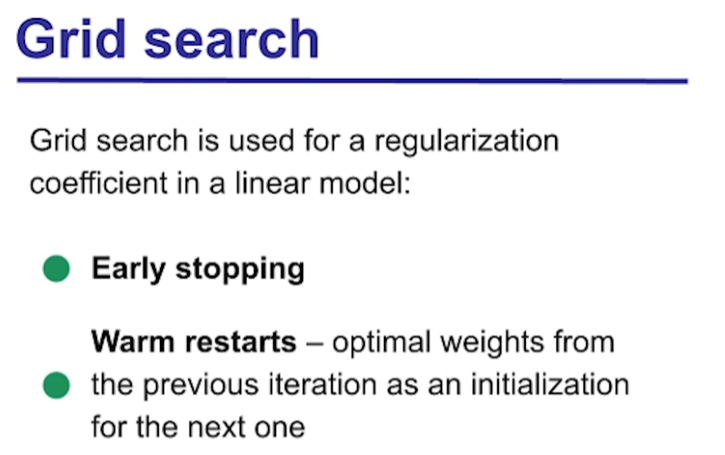 Grid search
Grid search is used for a regularization
coefficient in a linear model:
Early stopping
Warm restarts – optimal weights from
the previous iteration as an initialization
for the next one